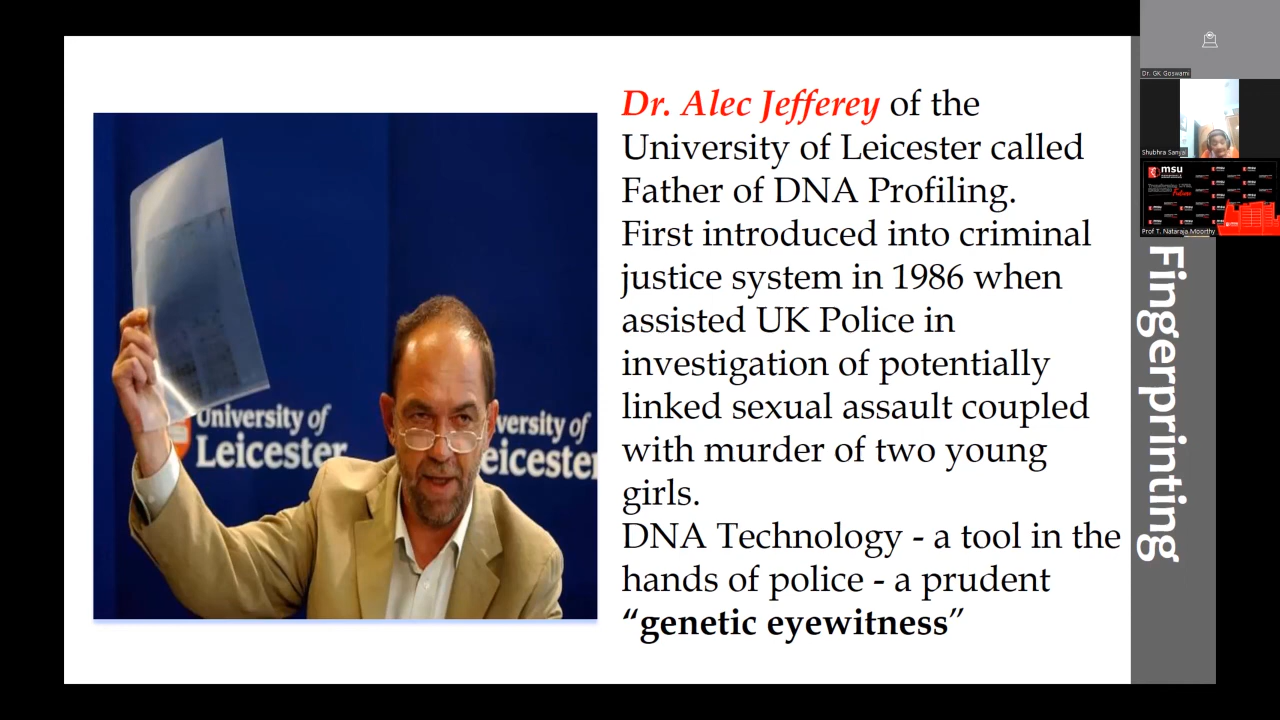 Dr. Alec Jefferey of the
University of Leicester called
Father of DNA Profiling.
First introduced into criminal
justice system in 1986 when
assisted UK Police in
investigation of potentially
linked sexual assault coupled
with murder of two young
girls.
DNA Technology - a tool in the
hands of police - a prudent
“genetic eyewitness”
University of
Leicester
versity of
eicester
Fingerprinting
Dr. GK Goswami
Shubhra Sanya
msu
Prof T. Nataraja Moorthy